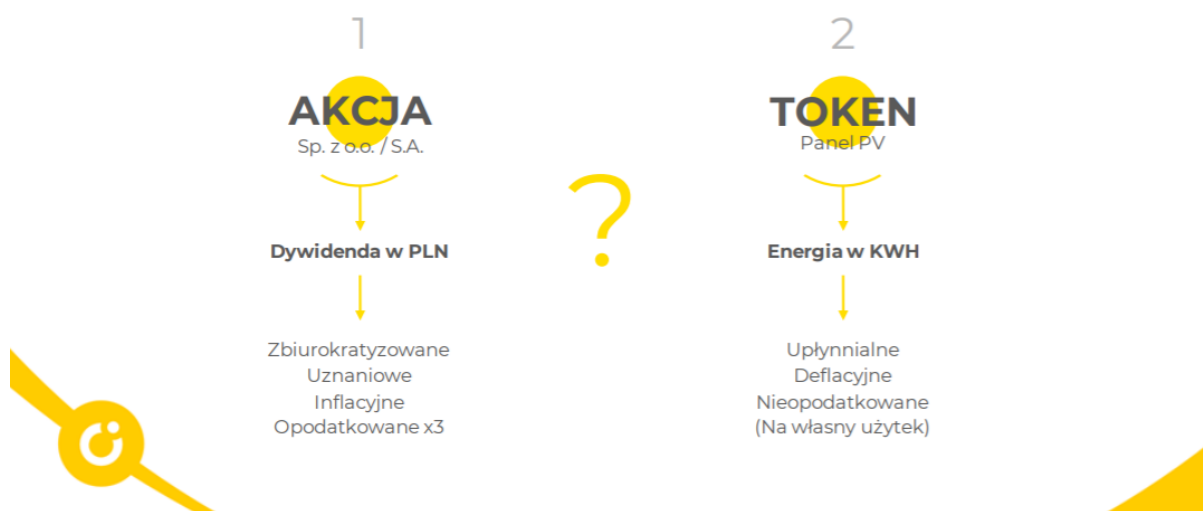 1
AKCJA
Sp. z o.o. / S.A.
Dywidenda w PLN
Zbiurokratyzowane
Uznaniowe
Inflacyjne
Opodatkowane x3
?
2
TOKEN
Panel PV
Energia w KWH
Upłynnialne
Deflacyjne
Nieopodatkowane
(Na własny użytek)